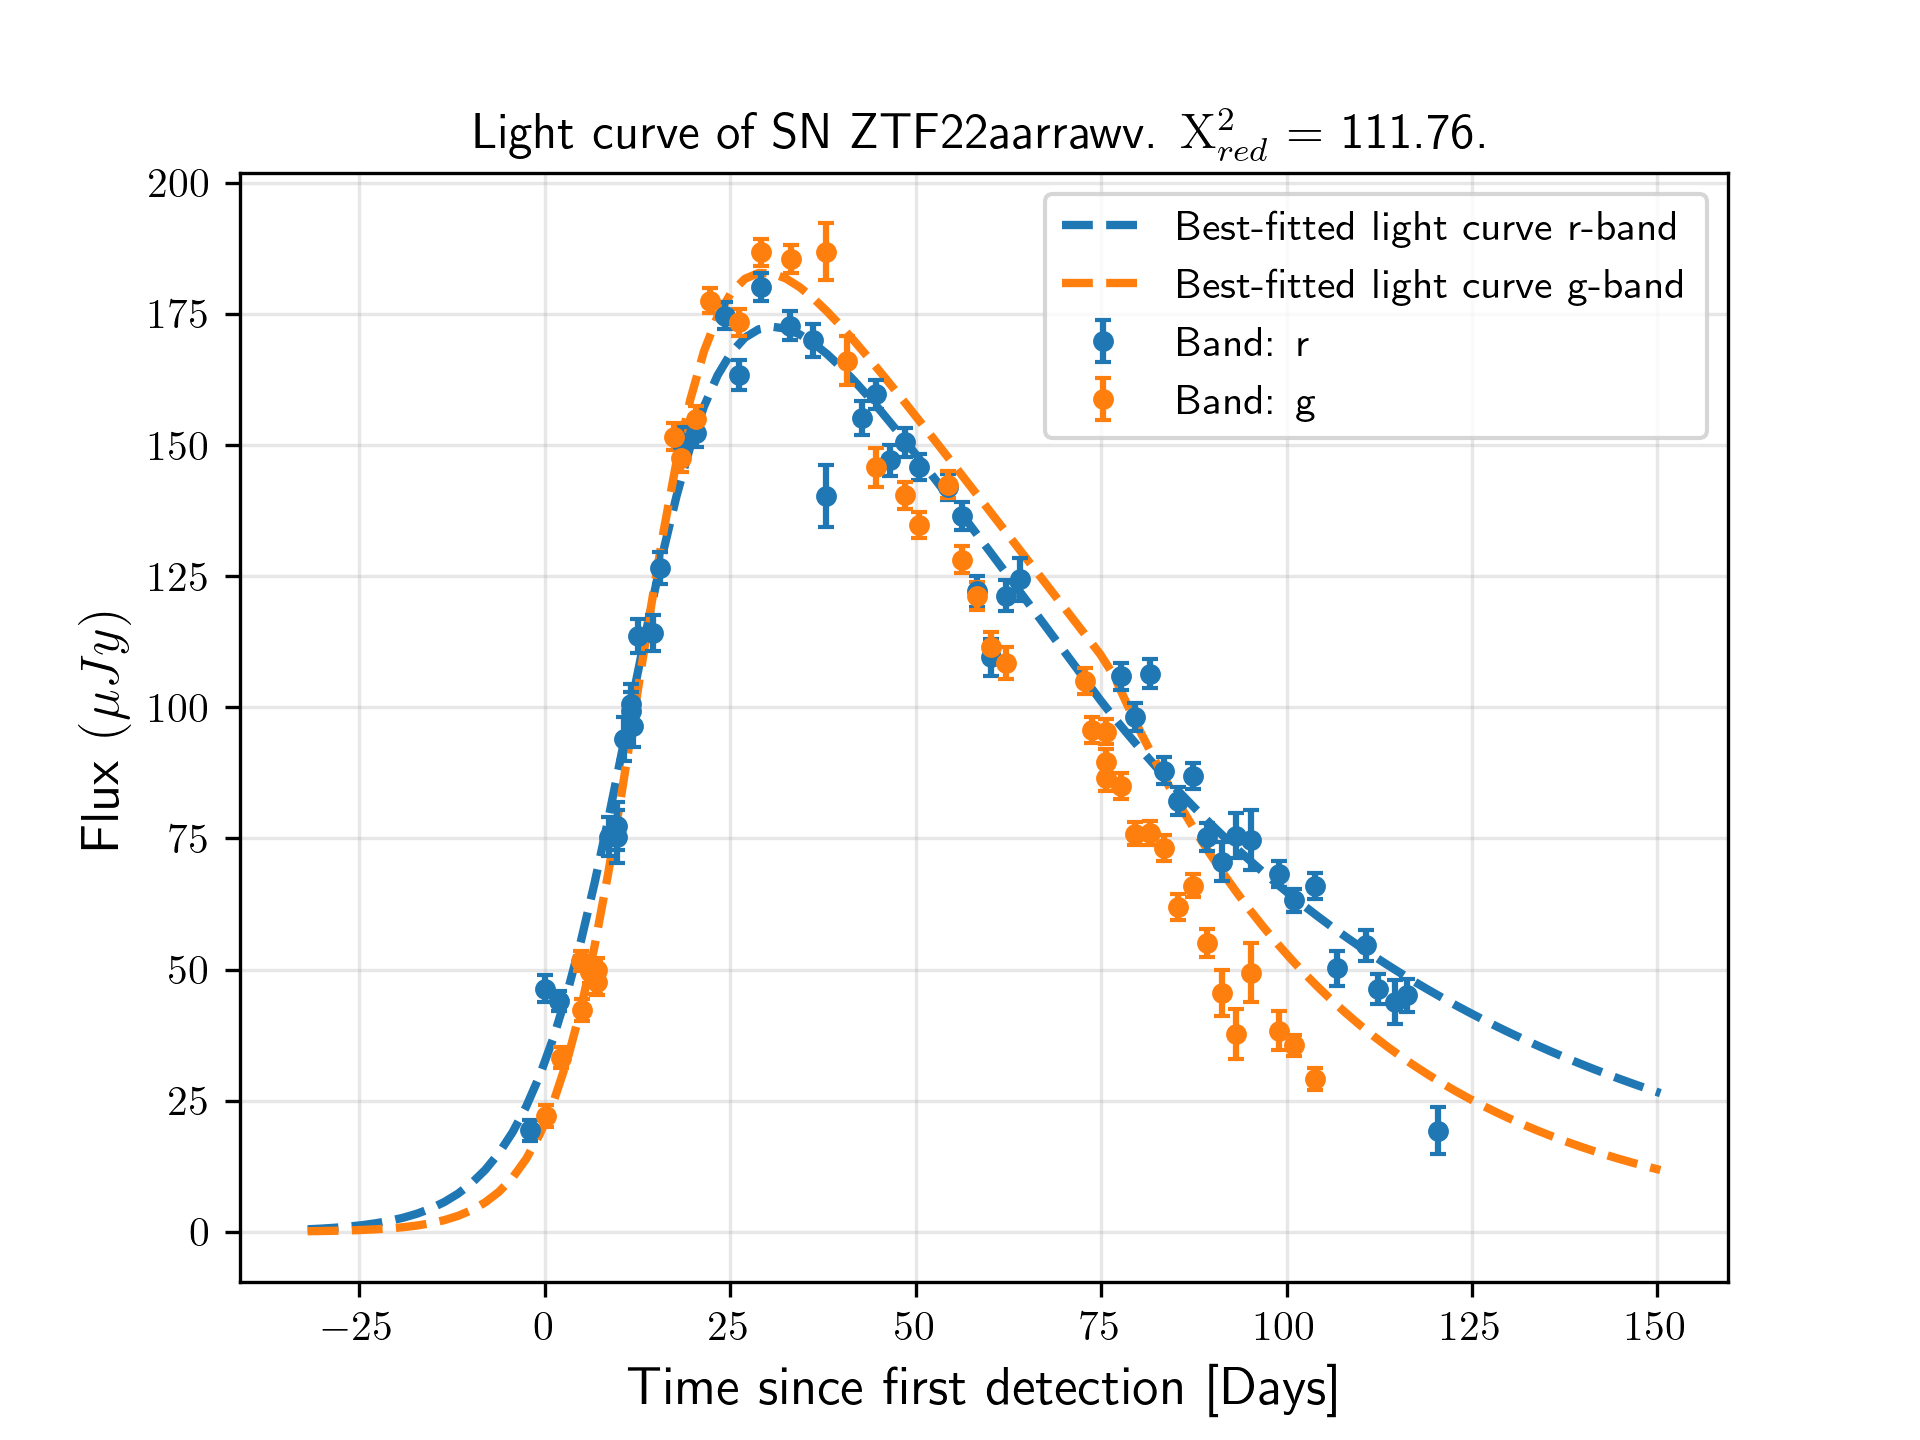 Light curve of SN ZTF22aarrawv. X²_red = 111.76.
200
175
150
125
100
75
50
25
0
Flux (μJy)
Best-fitted light curve r-band
Best-fitted light curve g-band
Band: r
Band: g
−25 0 25 50 75 100 125 150
Time since first detection [Days]